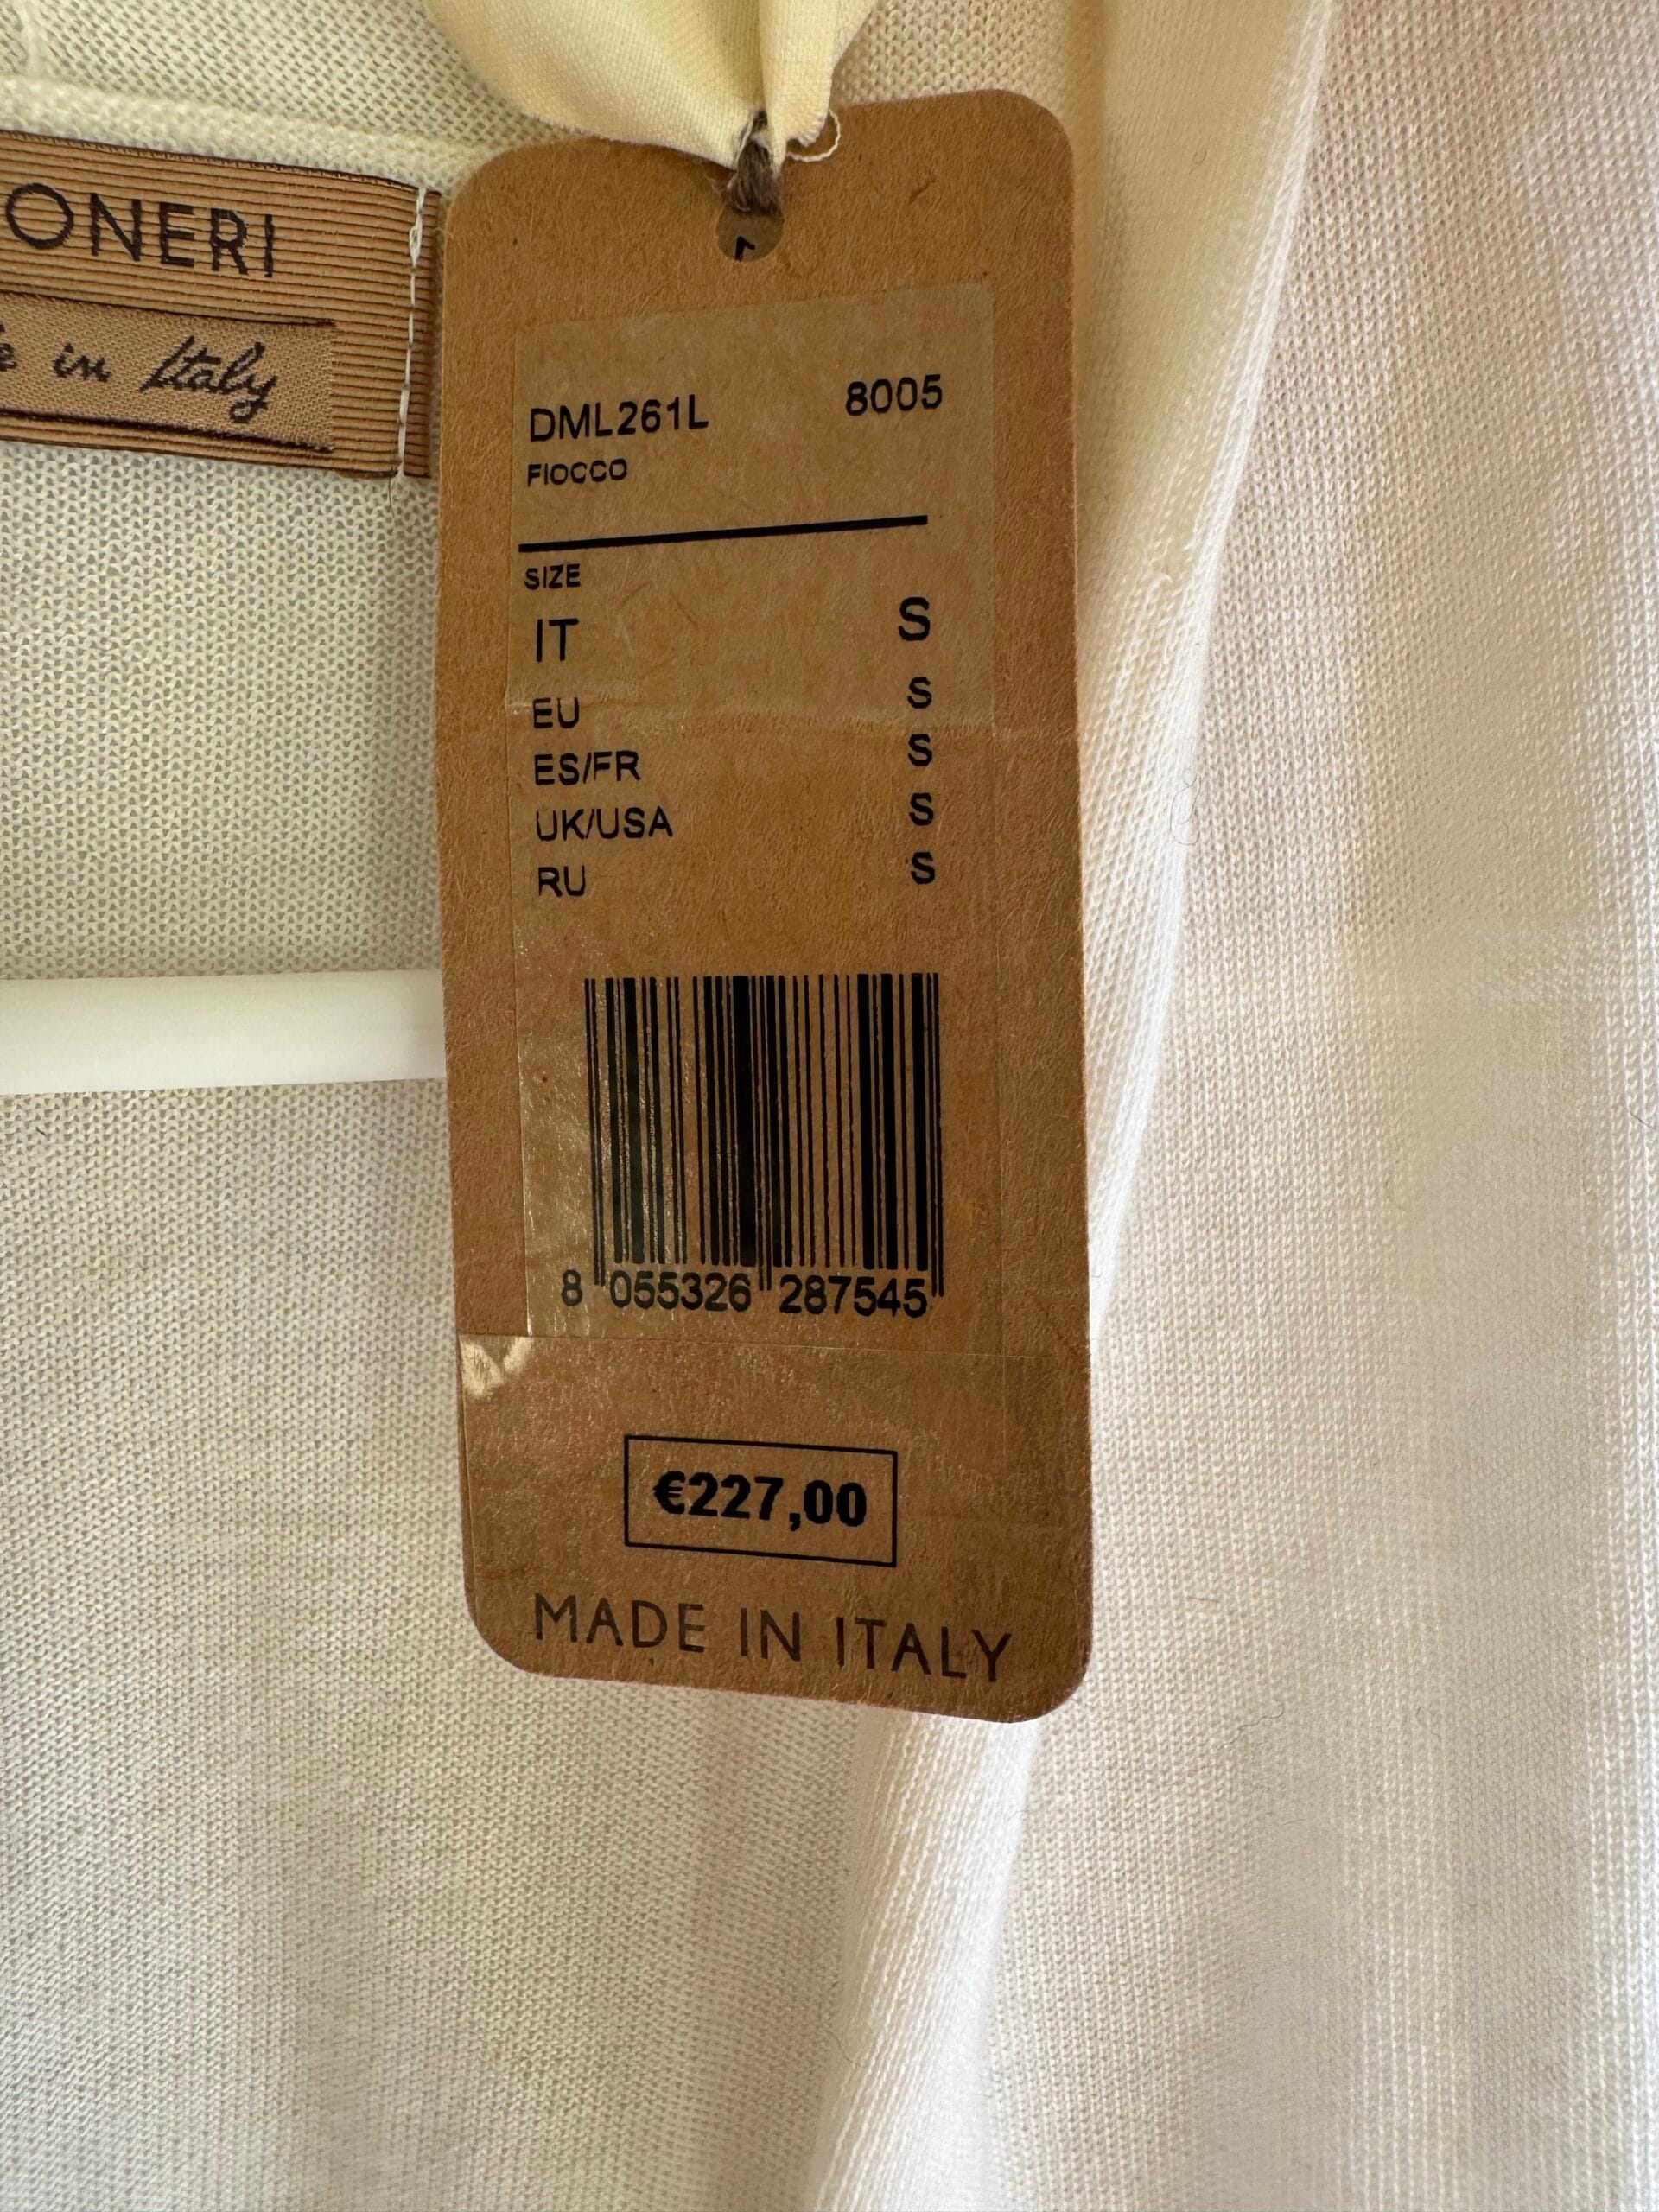 ONERI
in Italy
DML261L 8005
FIOCCO
SIZE
IT S
EU S
ES/FR S
UK/USA S
RU S
8 055326 287545
€227,00
MADE IN ITALY